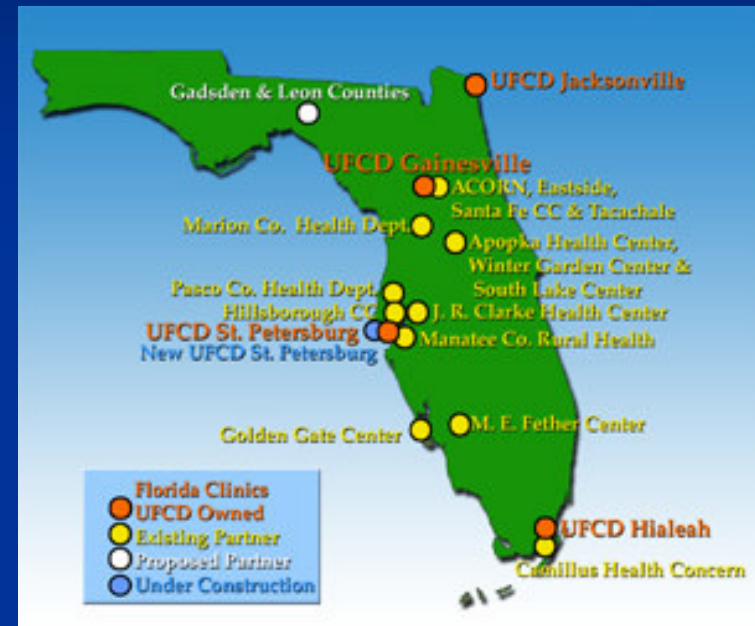 Gadsden & Leon Counties
UFCD Jacksonville
UFCD Gainesville
ACORN, Eastside,
Santa Fe CC & Tacachale
Marion Co. Health Dept.
Apopka Health Center,
Winter Garden Center &
South Lake Center
Pasco Co. Health Dept.
Hillsborough CC
J. R. Clarke Health Center
UFCD St. Petersburg
New UFCD St. Petersburg
Manatee Co. Rural Health
Golden Gate Center
M. E. Fether Center
UFCD Hialeah
Camillus Health Concern
Florida Clinics
UFCD Owned
Existing Partner
Proposed Partner
Under Construction